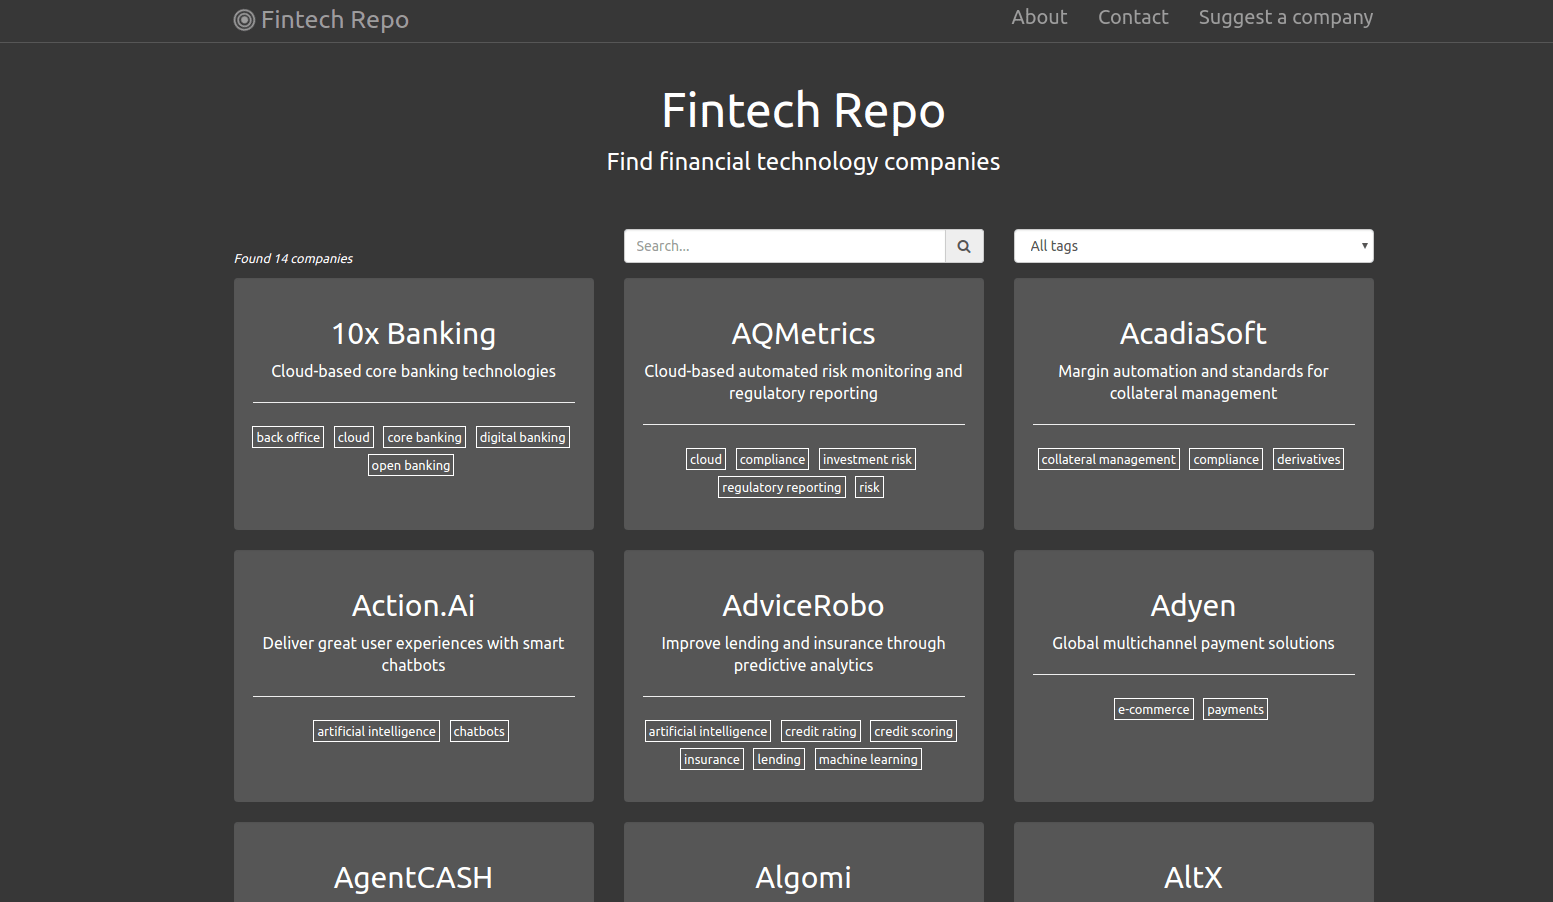 Fintech Repo
About Contact Suggest a company
Fintech Repo
Find financial technology companies
Found 14 companies
Search...
All tags
10x Banking
Cloud-based core banking technologies
back office cloud core banking digital banking
open banking
AQMetrics
Cloud-based automated risk monitoring and
regulatory reporting
cloud compliance investment risk
regulatory reporting risk
AcadiaSoft
Margin automation and standards for
collateral management
collateral management compliance derivatives
Action.Ai
Deliver great user experiences with smart
chatbots
artificial intelligence chatbots
AdviceRobo
Improve lending and insurance through
predictive analytics
artificial intelligence credit rating credit scoring
insurance lending machine learning
Adyen
Global multichannel payment solutions
e-commerce payments
AgentCASH
Algomi
AltX